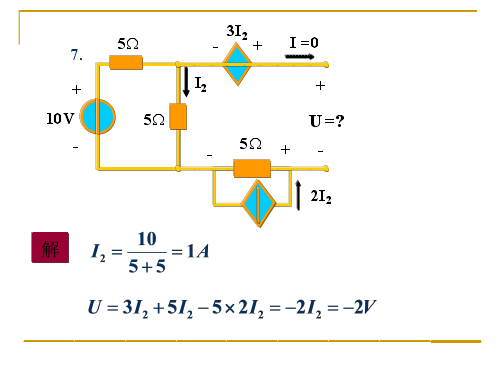 7.
5Ω
3I₂
- +
I =0
+
10V
-
I₂
5Ω
+
U =?
-
5Ω
- +
2I₂
解
I₂ = 10/(5+5) = 1A
U = 3I₂ + 5I₂ − 5×2I₂ = −2I₂ = −2V